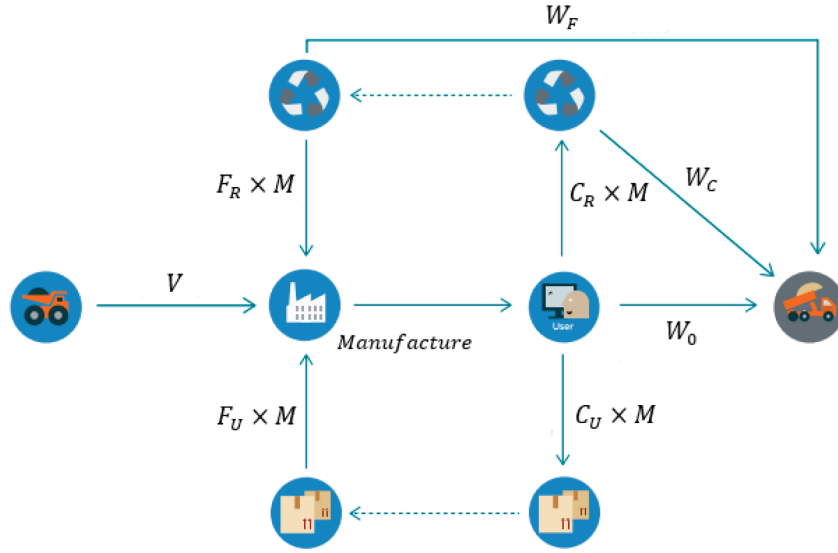 W_F
F_R × M
C_R × M
W_C
V
Manufacture
User
W_0
F_U × M
C_U × M